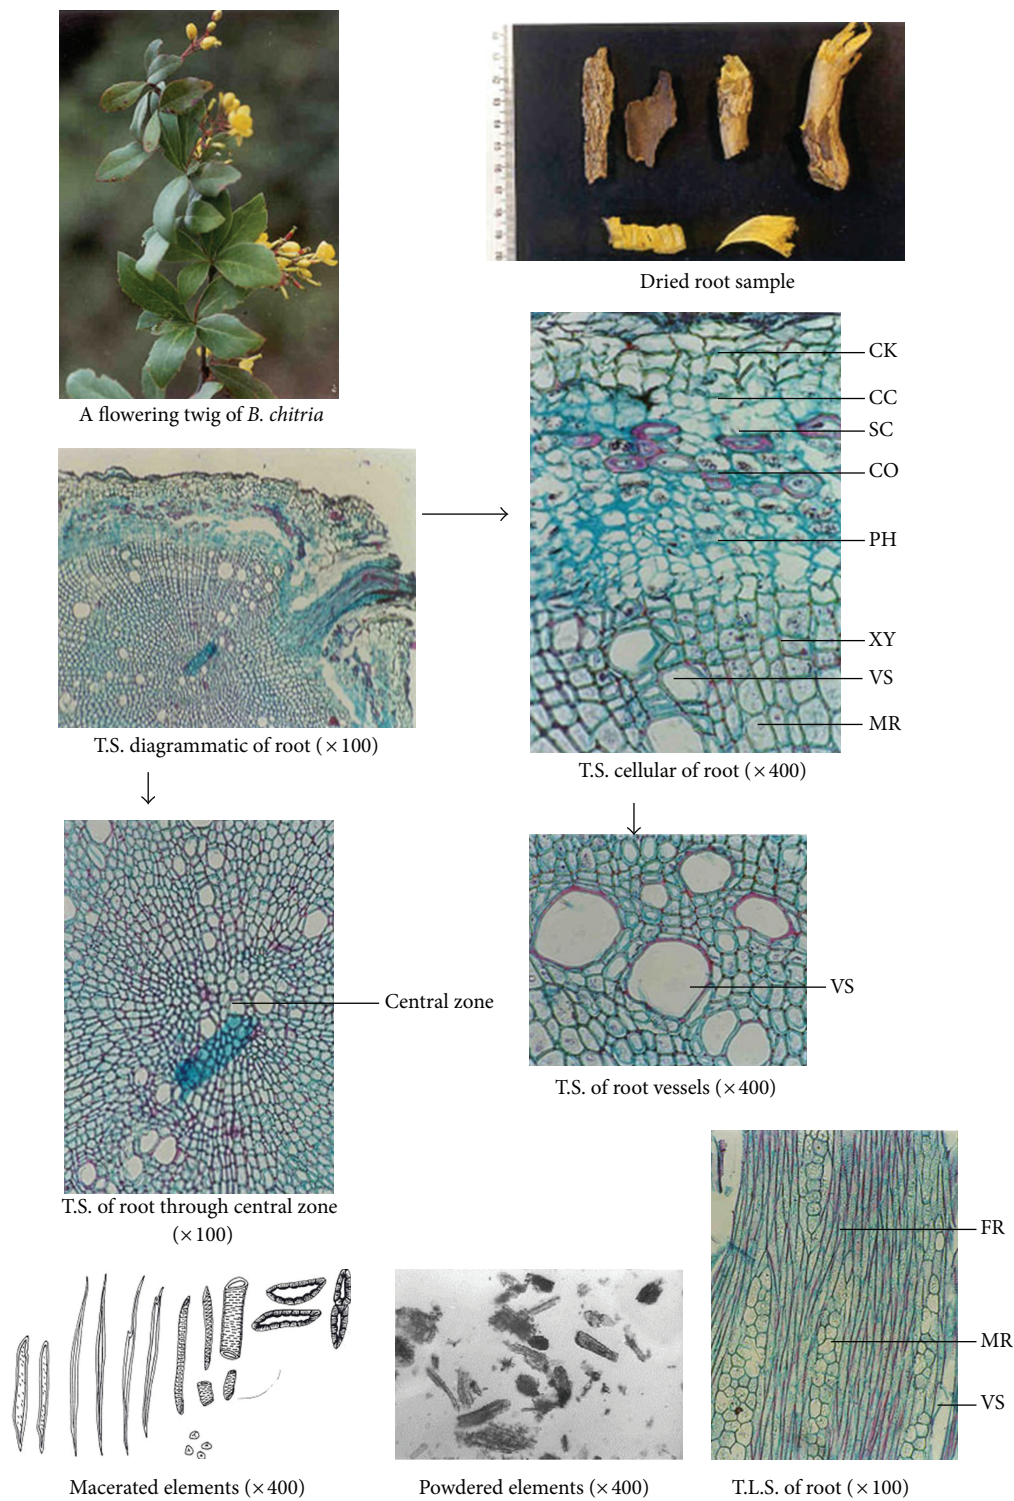 A flowering twig of B. chitria
Dried root sample
CK
CC
SC
CO
PH
XY
VS
MR
T.S. diagrammatic of root (×100)
T.S. cellular of root (×400)
Central zone
VS
T.S. of root vessels (×400)
T.S. of root through central zone
(×100)
FR
MR
VS
Macerated elements (×400)
Powdered elements (×400)
T.L.S. of root (×100)